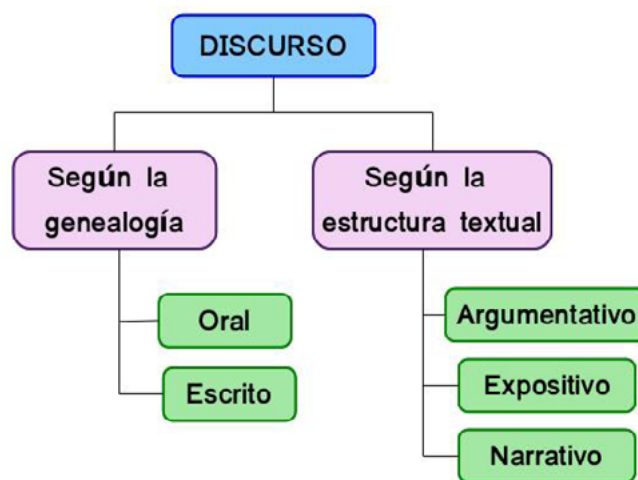 DISCURSO
Según la
genealogía
Según la
estructura textual
Oral
Escrito
Argumentativo
Expositivo
Narrativo